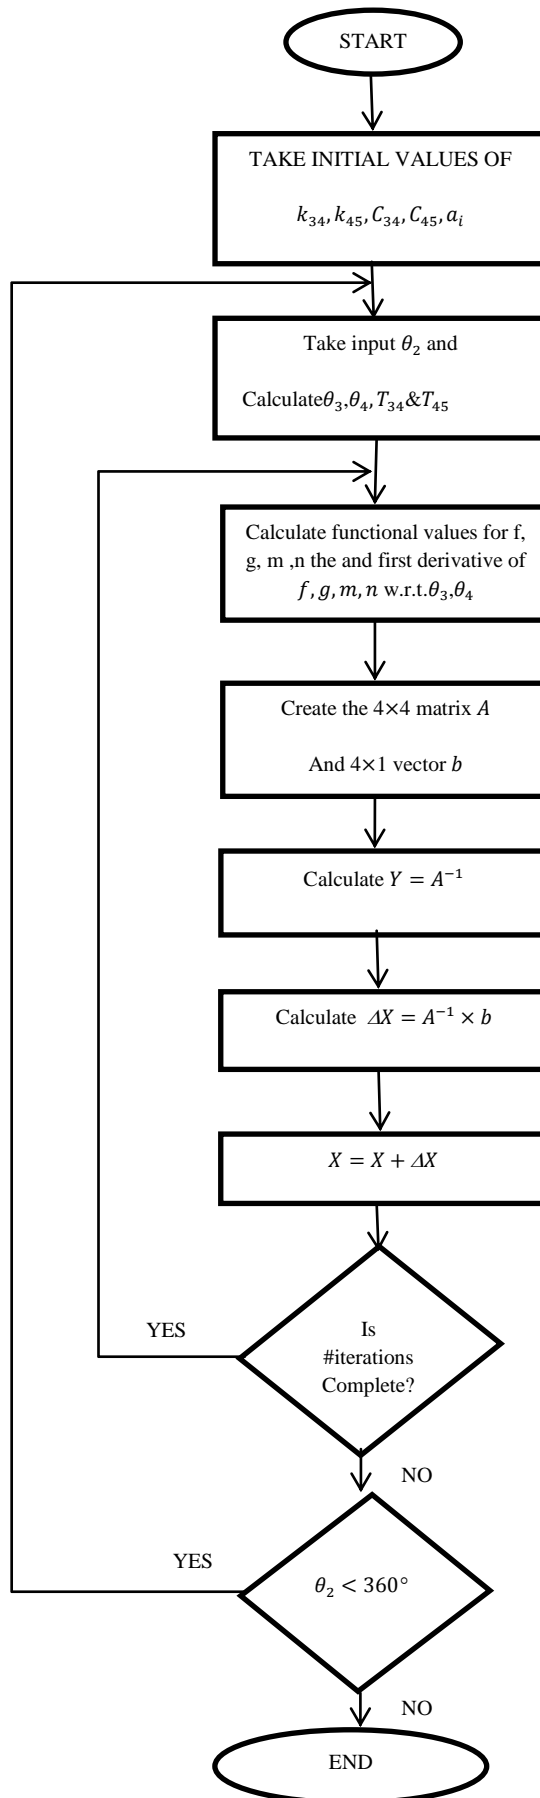 START
TAKE INITIAL VALUES OF
k₃₄, k₄₅, C₃₄, C₄₅, aᵢ
Take input θ₂ and
Calculateθ₃,θ₄, T₃₄&T₄₅
Calculate functional values for f,
g, m ,n the and first derivative of
f, g, m, n w.r.t.θ₃,θ₄
Create the 4×4 matrix A
And 4×1 vector b
Calculate Y = A⁻¹
Calculate ΔX = A⁻¹ × b
X = X + ΔX
YES
Is
#iterations
Complete?
NO
YES
θ₂ < 360°
NO
END